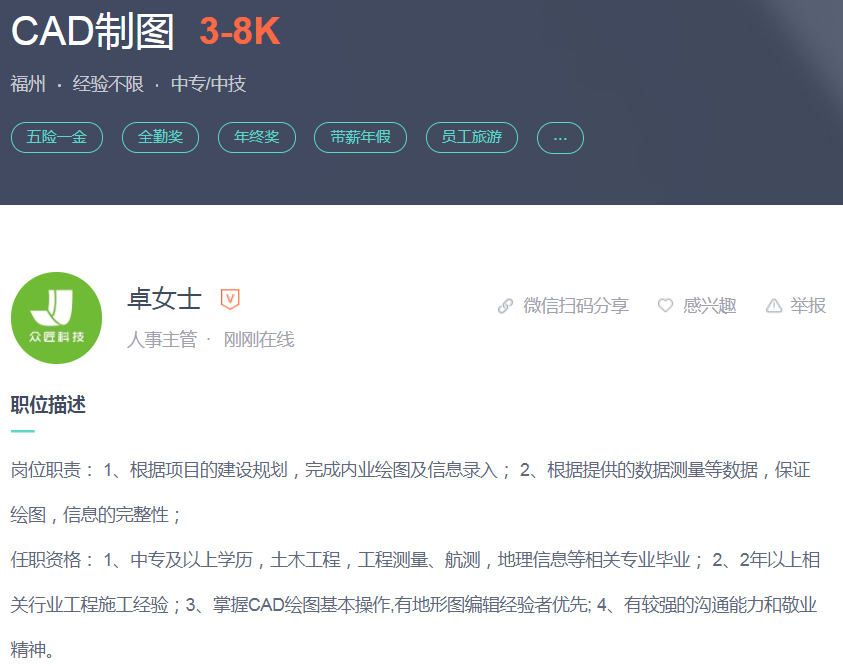 CAD制图 3-8K
福州 · 经验不限 · 中专/中技
五险一金 全勤奖 年终奖 带薪年假 员工旅游 ...
卓女士 V
微信扫码分享 感兴趣 举报
众匠科技
人事主管 · 刚刚在线
职位描述
岗位职责： 1、根据项目的建设规划，完成内业绘图及信息录入； 2、根据提供的数据测量等数据，保证
绘图，信息的完整性；
任职资格： 1、中专及以上学历，土木工程，工程测量、航测，地理信息等相关专业毕业； 2、2年以上相
关行业工程施工经验；3、掌握CAD绘图基本操作,有地形图编辑经验者优先; 4、有较强的沟通能力和敬业
精神。